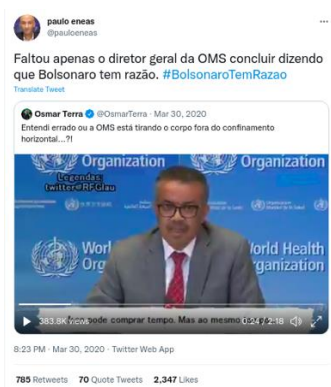 paulo eneas
@pauloeneas
Faltou apenas o diretor geral da OMS concluir dizendo
que Bolsonaro tem razão. #BolsonaroTemRazao
Translate Tweet
Osmar Terra @OsmarTerra · Mar 30, 2020
Entendi errado ou a OMS está tirando o corpo fora do confinamento
horizontal...?!
Organization
Organization
Legendas:
twitter@RFGlau
World Health
Organization
383.8K views
pode comprar tempo. Mas ao mesmo
0:24 / 2:18
8:23 PM · Mar 30, 2020 · Twitter Web App
785 Retweets 70 Quote Tweets 2,347 Likes